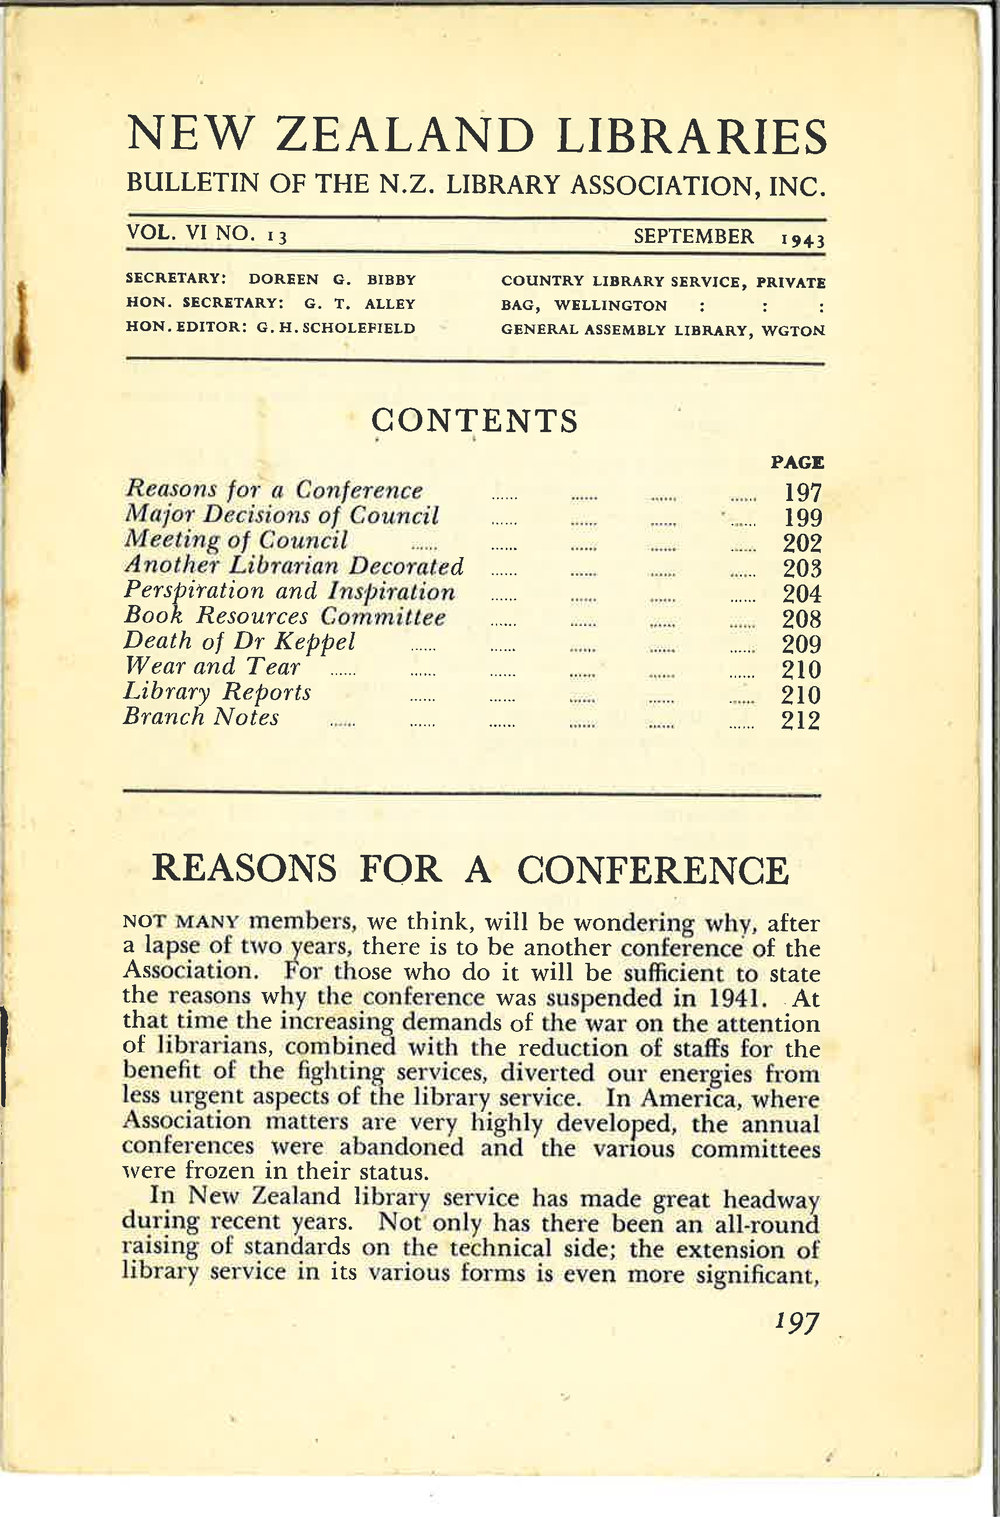 NEW ZEALAND LIBRARIES
BULLETIN OF THE N.Z. LIBRARY ASSOCIATION, INC.
VOL. VI NO. 13 SEPTEMBER 1943
SECRETARY: DOREEN G. BIBBY COUNTRY LIBRARY SERVICE, PRIVATE
HON. SECRETARY: G. T. ALLEY BAG, WELLINGTON : : :
HON. EDITOR: G. H. SCHOLEFIELD GENERAL ASSEMBLY LIBRARY, WGTON
CONTENTS
PAGE
Reasons for a Conference ...... ...... ...... ...... 197
Major Decisions of Council ...... ...... ...... ...... 199
Meeting of Council ...... ...... ...... ...... ...... 202
Another Librarian Decorated ...... ...... ...... ...... 203
Perspiration and Inspiration ...... ...... ...... ...... 204
Book Resources Committee ...... ...... ...... ...... 208
Death of Dr Keppel ...... ...... ...... ...... ...... 209
Wear and Tear ...... ...... ...... ...... ...... ...... 210
Library Reports ...... ...... ...... ...... ...... 210
Branch Notes ...... ...... ...... ...... ...... ...... 212
REASONS FOR A CONFERENCE
NOT MANY members, we think, will be wondering why, after
a lapse of two years, there is to be another conference of the
Association. For those who do it will be sufficient to state
the reasons why the conference was suspended in 1941. At
that time the increasing demands of the war on the attention
of librarians, combined with the reduction of staffs for the
benefit of the fighting services, diverted our energies from
less urgent aspects of the library service. In America, where
Association matters are very highly developed, the annual
conferences were abandoned and the various committees
were frozen in their status.
In New Zealand library service has made great headway
during recent years. Not only has there been an all-round
raising of standards on the technical side; the extension of
library service in its various forms is even more significant,
197